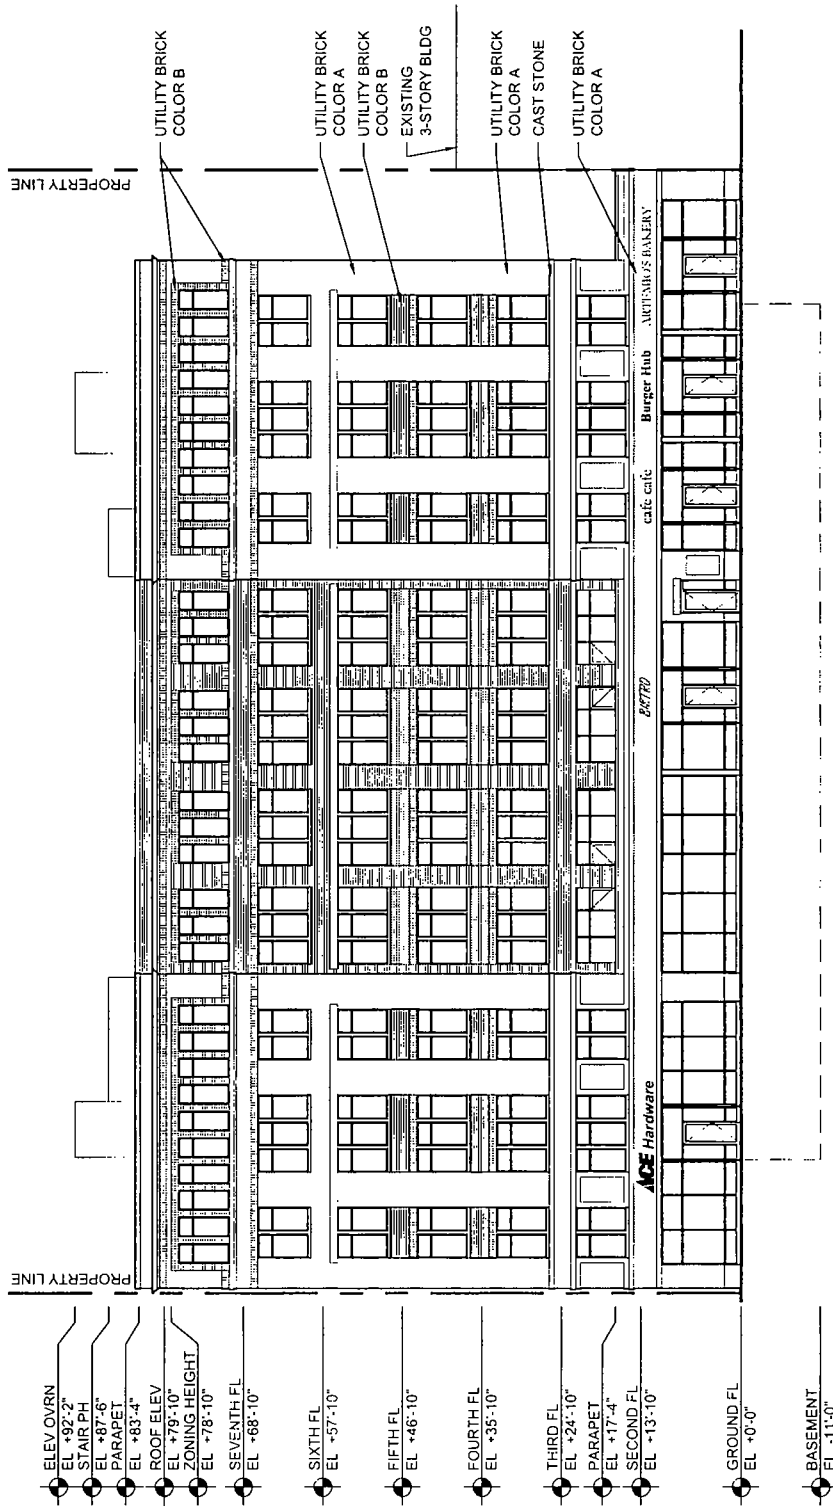 PROPERTY LINE
PROPERTY LINE
UTILITY BRICK
COLOR B
UTILITY BRICK
COLOR A
UTILITY BRICK
COLOR B
EXISTING
3-STORY BLDG
UTILITY BRICK
COLOR A
CAST STONE
UTILITY BRICK
COLOR A
ACE Hardware
BISTRO
cafe cafe
Burger Hub
ARTEMIO'S BAKERY
ELEV OVRN
EL +92'-2"
STAIR PH
EL +87'-6"
PARAPET
EL +83'-4"
ROOF ELEV
EL +79'-10"
ZONING HEIGHT
EL +78'-10"
SEVENTH FL
EL +68'-10"
SIXTH FL
EL +57'-10"
FIFTH FL
EL +46'-10"
FOURTH FL
EL +35'-10"
THIRD FL
EL +24'-10"
PARAPET
EL +17'-4"
SECOND FL
EL +13'-10"
GROUND FL
EL +0'-0"
BASEMENT
EL -11'-0"